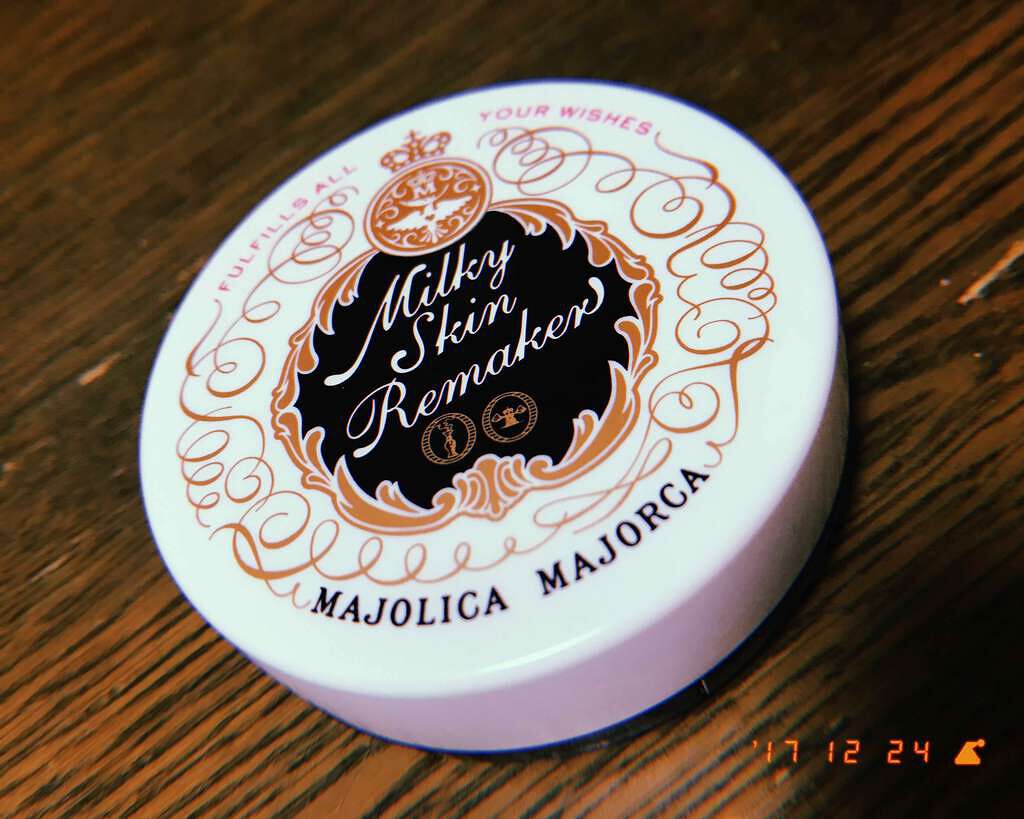 FULFILLS ALL YOUR WISHES
M
Milky
Skin
Remaker
MAJOLICA MAJORCA
'17 12 24